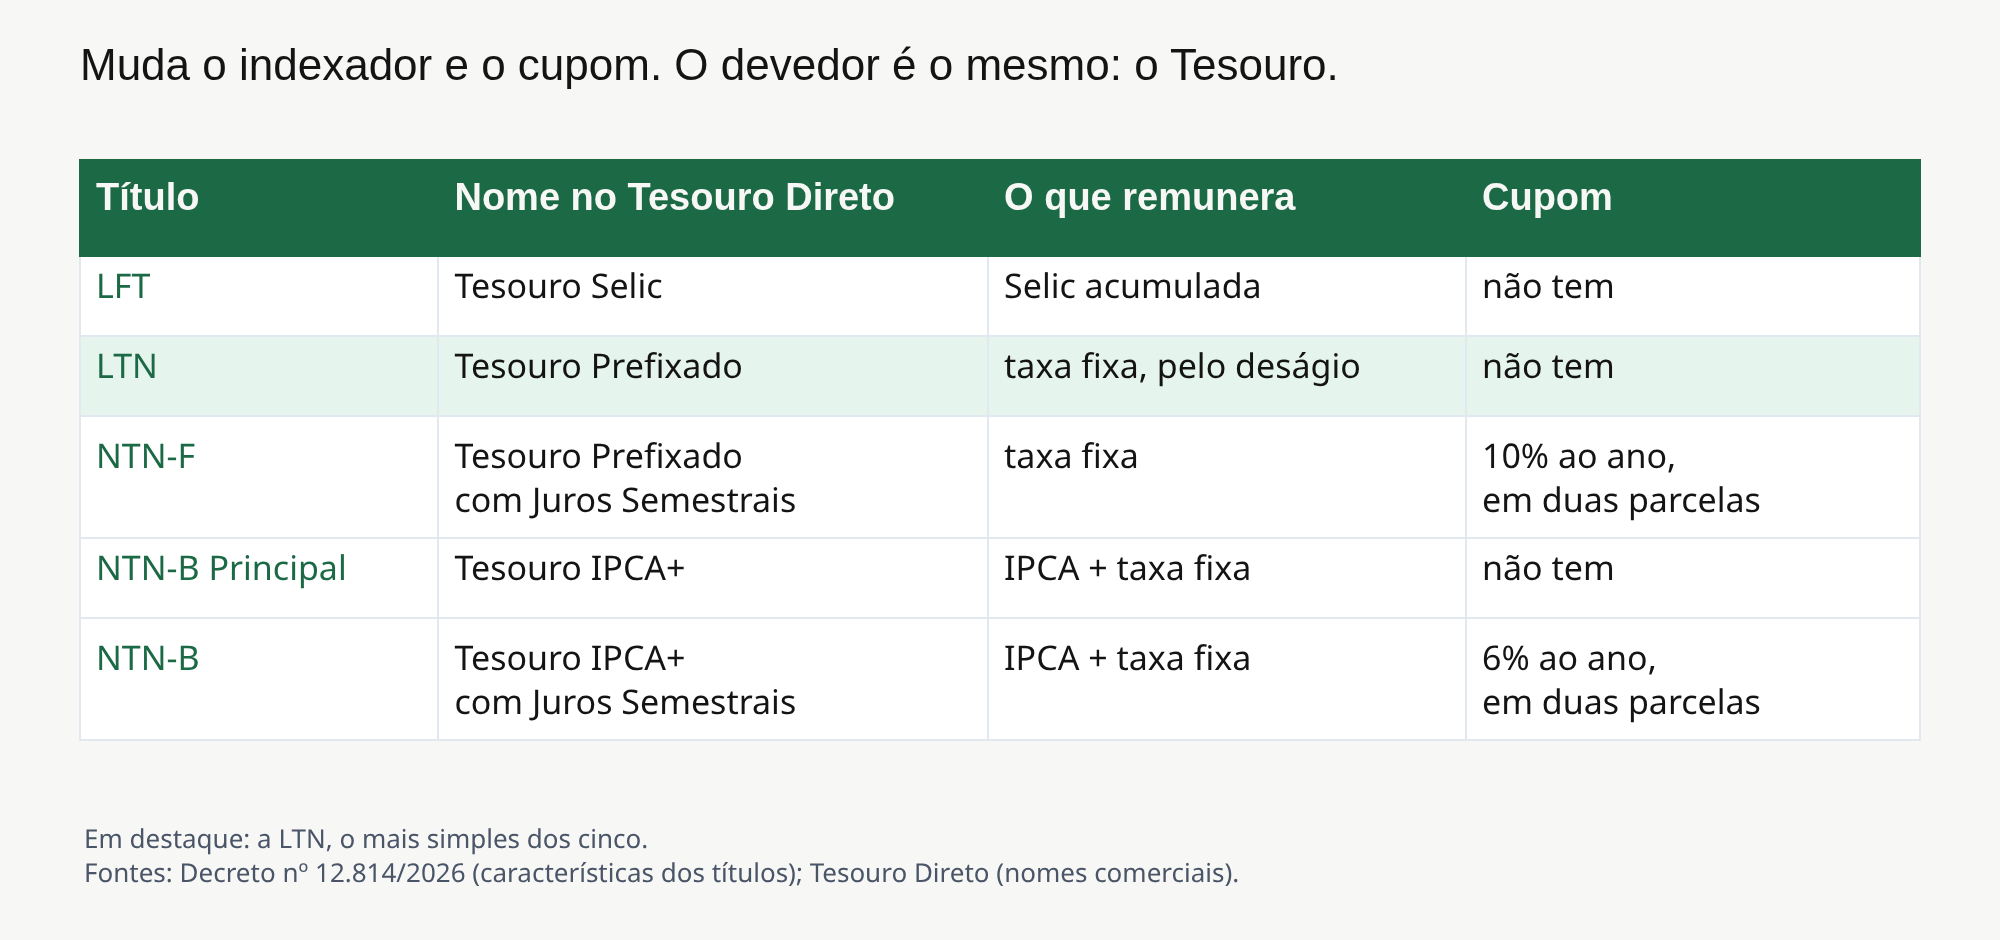 Muda o indexador e o cupom. O devedor é o mesmo: o Tesouro.
Título Nome no Tesouro Direto O que remunera Cupom
LFT Tesouro Selic Selic acumulada não tem
LTN Tesouro Prefixado taxa fixa, pelo deságio não tem
NTN-F Tesouro Prefixado taxa fixa 10% ao ano,
com Juros Semestrais em duas parcelas
NTN-B Principal Tesouro IPCA+ IPCA + taxa fixa não tem
NTN-B Tesouro IPCA+ IPCA + taxa fixa 6% ao ano,
com Juros Semestrais em duas parcelas
Em destaque: a LTN, o mais simples dos cinco.
Fontes: Decreto nº 12.814/2026 (características dos títulos); Tesouro Direto (nomes comerciais).